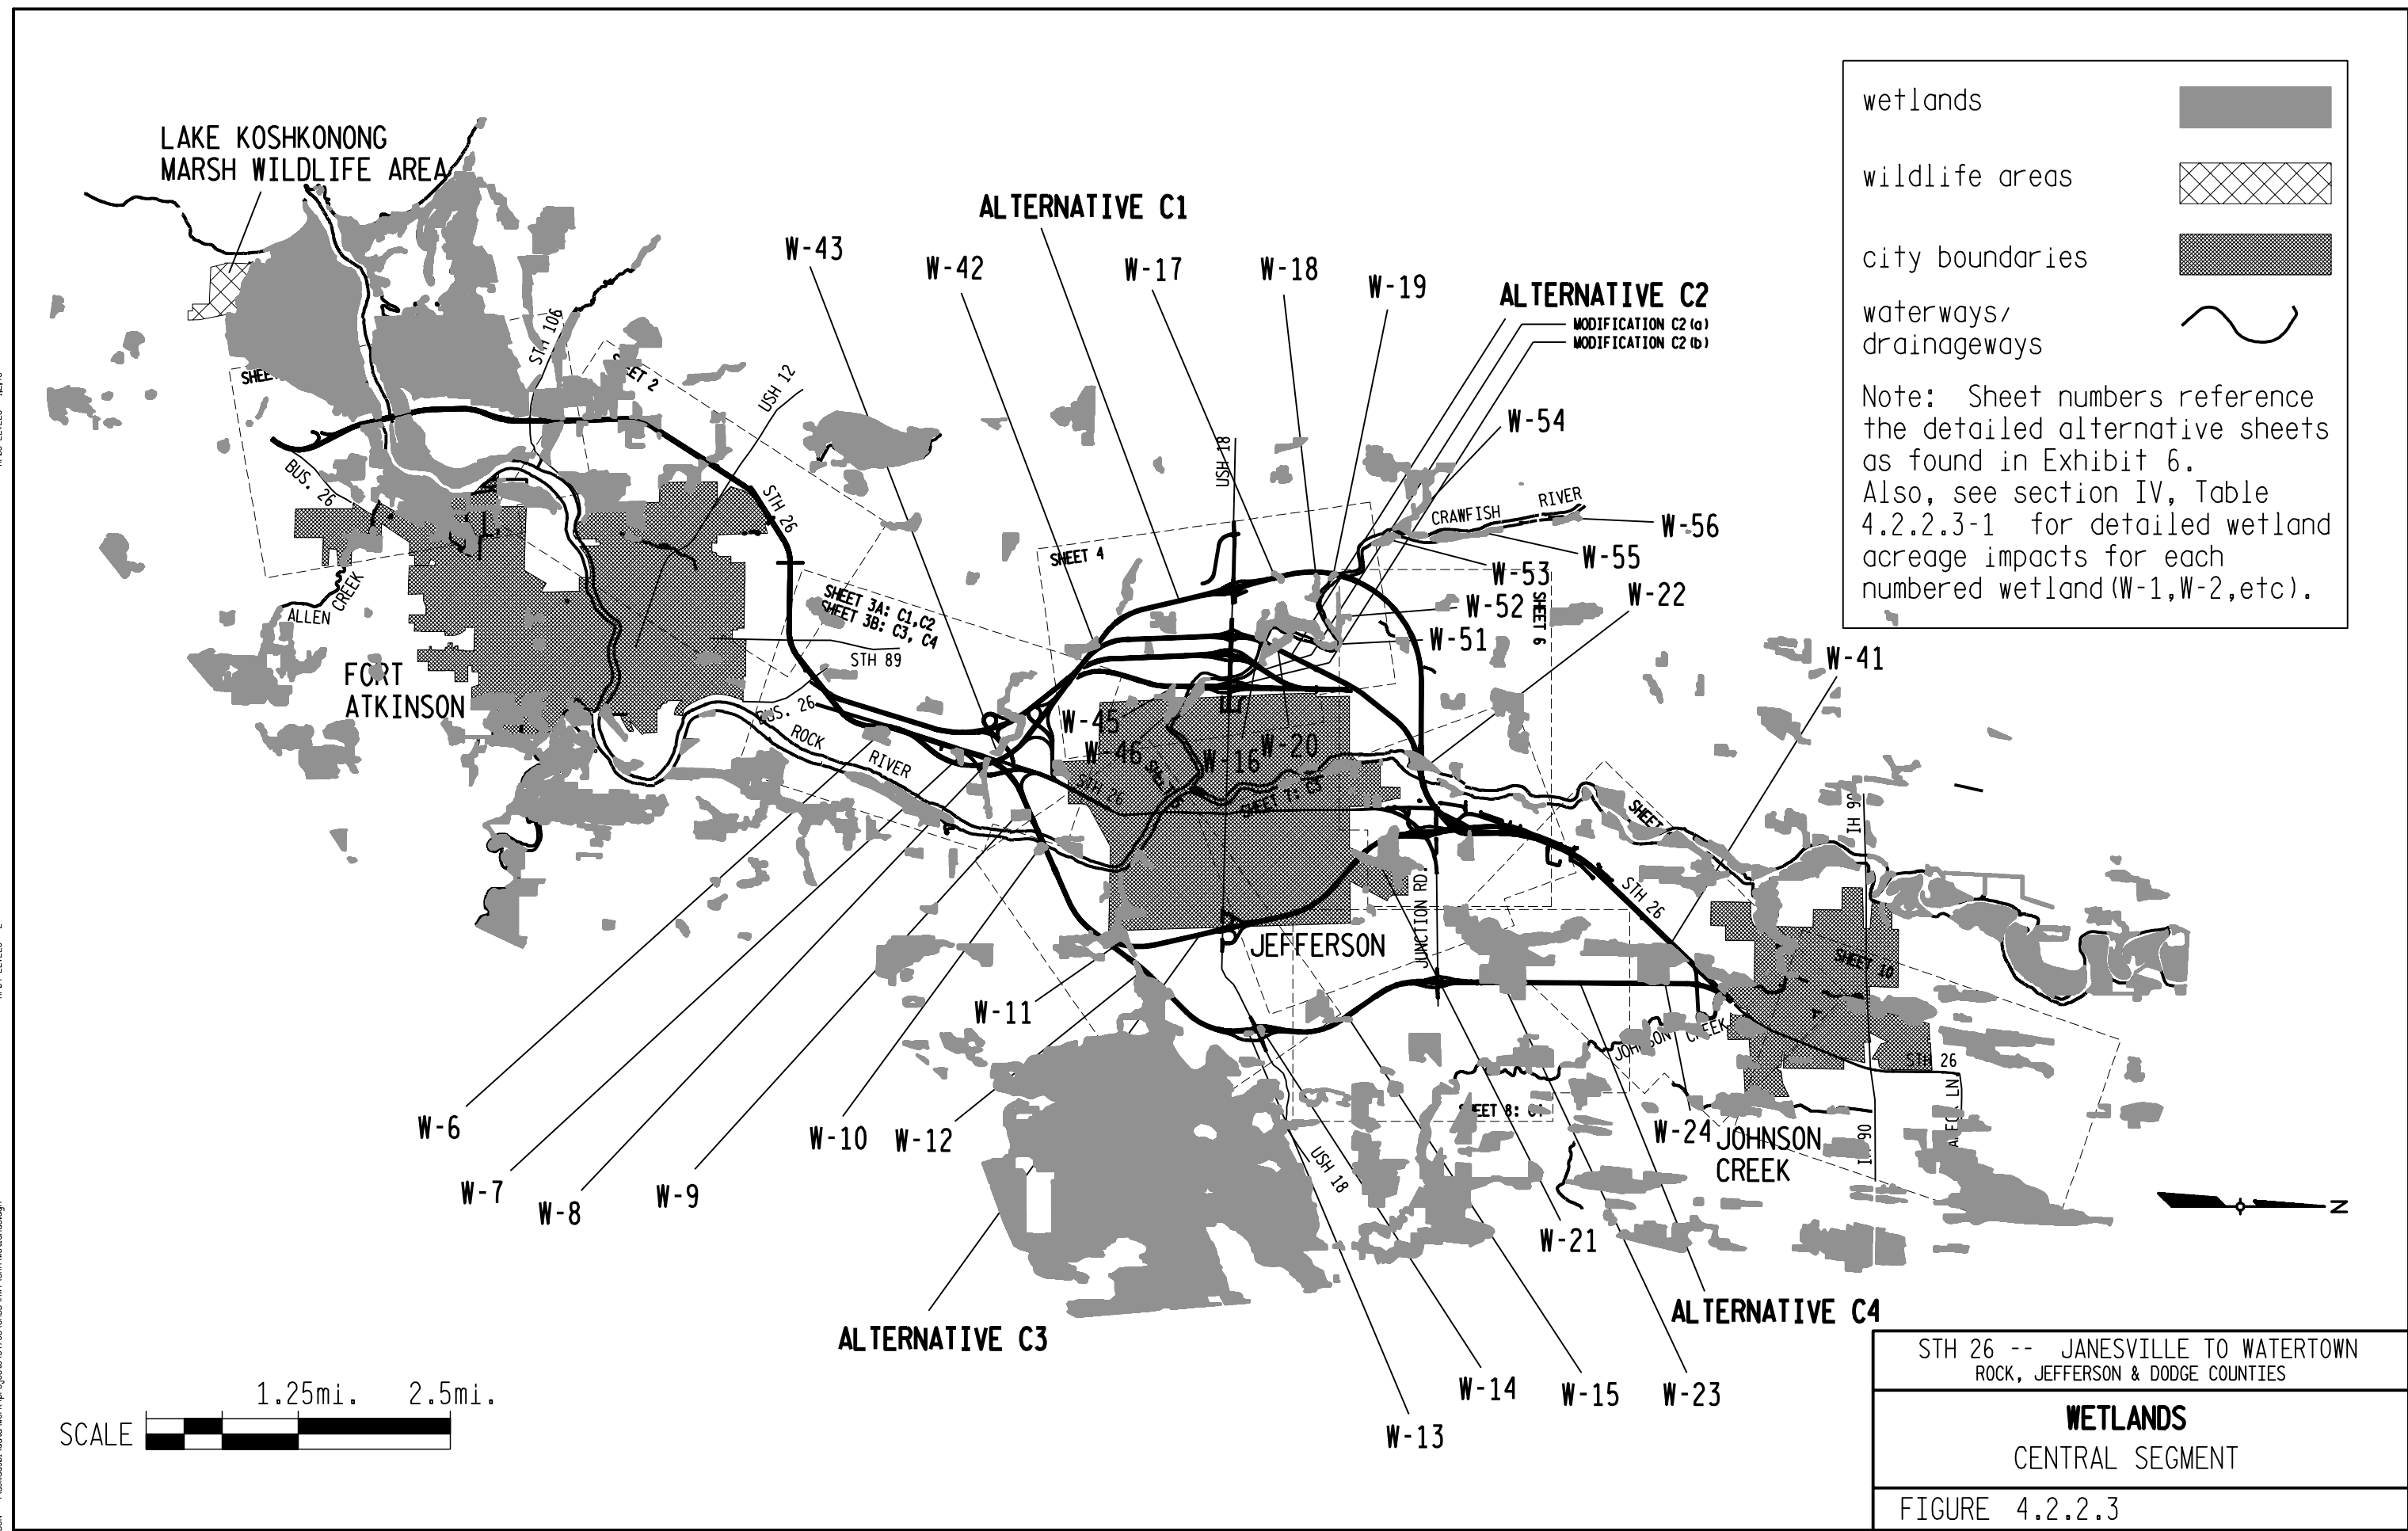 LAKE KOSHKONONG
MARSH WILDLIFE AREA
ALTERNATIVE C1
W-43
W-42
W-17
W-18
W-19
ALTERNATIVE C2
MODIFICATION C2(a)
MODIFICATION C2(b)
wetlands
wildlife areas
city boundaries
waterways/
drainageways
Note: Sheet numbers reference
the detailed alternative sheets
as found in Exhibit 6.
Also, see section IV, Table
4.2.2.3-1 for detailed wetland
acreage impacts for each
numbered wetland(W-1,W-2,etc).
STH 106
USH 12
BUS. 26
STH 26
USH 18
W-54
CRAWFISH RIVER
W-56
W-55
W-53
W-52
W-51
W-22
W-41
SHEET 4
SHEET 6
SHEET 3A: C1,C2
SHEET 3B: C3, C4
ALLEN CREEK
STH 89
FORT
ATKINSON
BUS. 26
ROCK RIVER
W-45
W-46
W-16
W-20
STH 26
SHEET 7: C3
SHEET
IH 90
STH 26
JUNCTION RD.
JEFFERSON
SHEET 10
W-11
JOHNSON CREEK
STH 26
W-6
W-10
W-12
W-7
W-8
W-9
USH 18
W-24
JOHNSON
CREEK
W-21
N
ALTERNATIVE C3
ALTERNATIVE C4
W-14
W-15
W-23
W-13
SCALE
1.25mi.
2.5mi.
STH 26 -- JANESVILLE TO WATERTOWN
ROCK, JEFFERSON & DODGE COUNTIES
WETLANDS
CENTRAL SEGMENT
FIGURE 4.2.2.3